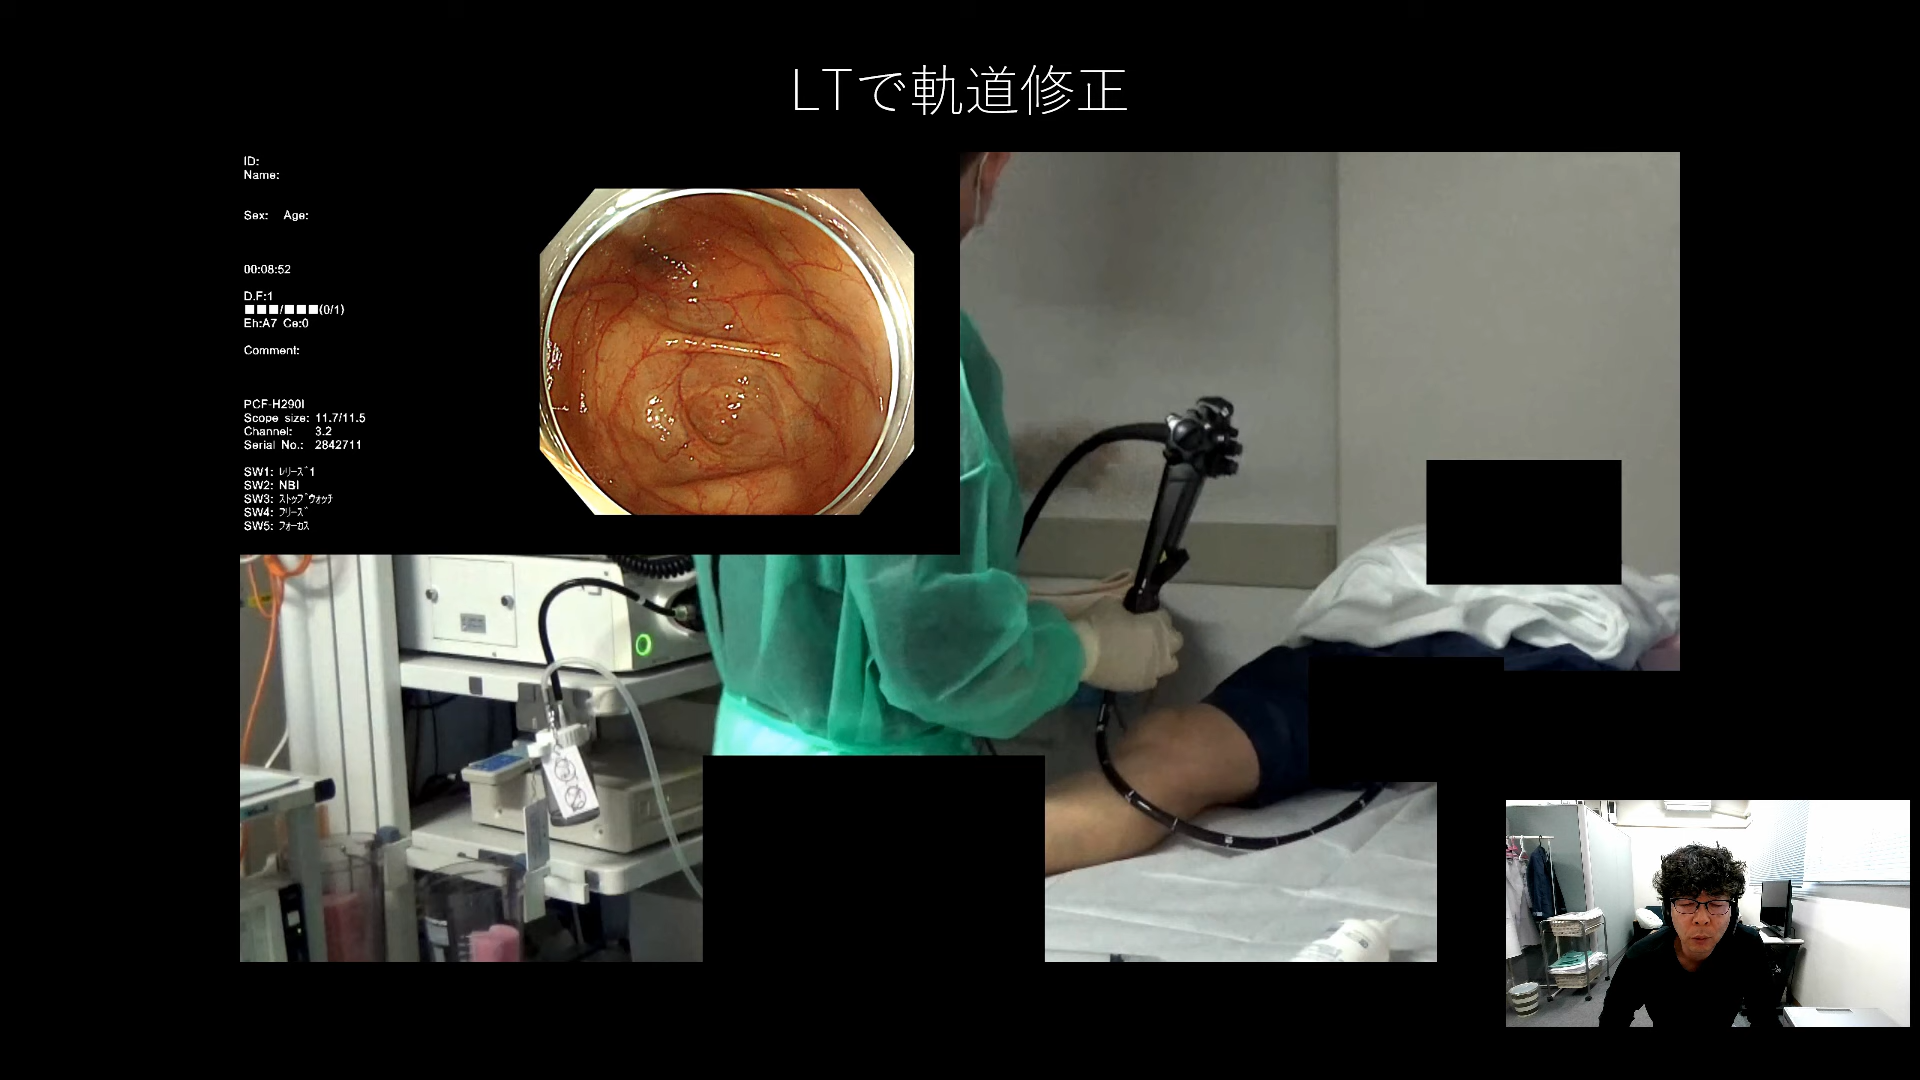 LTで軌道修正
ID:
Name:
Sex: Age:
00:08:52
D.F:1
■■■/■■■(0/1)
Eh:A7 Ce:0
Comment:
PCF-H290I
Scope size: 11.7/11.5
Channel: 3.2
Serial No.: 2842711
SW1: ﾚﾘｰｽﾞ1
SW2: NBI
SW3: ｽﾄｯﾌﾟｳｫｯﾁ
SW4: ﾌﾘｰｽﾞ
SW5: ﾌｫｰｶｽ